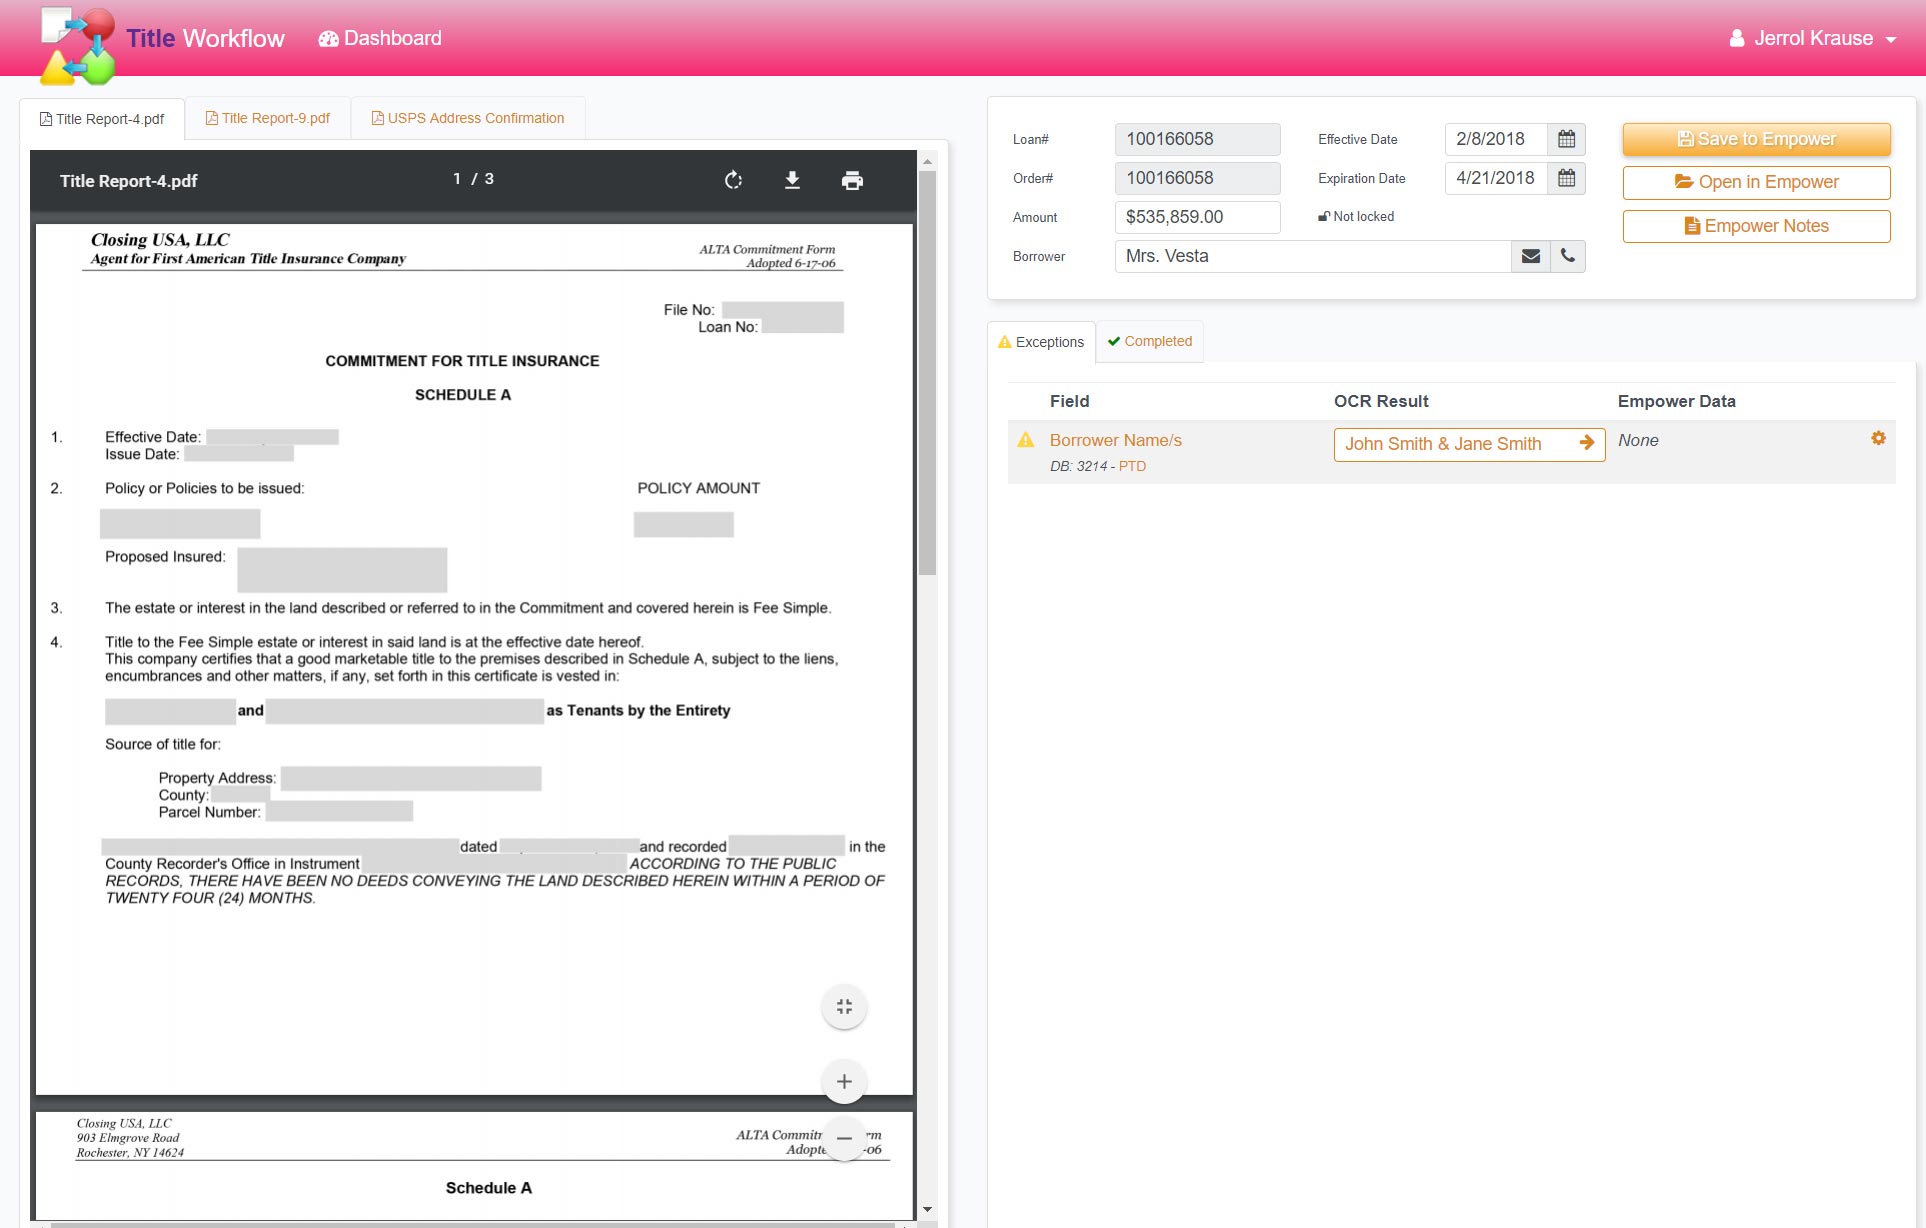 Title Workflow Dashboard Jerrol Krause
Title Report-4.pdf Title Report-9.pdf USPS Address Confirmation
Title Report-4.pdf 1 / 3
Closing USA, LLC
Agent for First American Title Insurance Company
ALTA Commitment Form
Adopted 6-17-06
File No:
Loan No:
COMMITMENT FOR TITLE INSURANCE
SCHEDULE A
1. Effective Date:
Issue Date:
2. Policy or Policies to be issued: POLICY AMOUNT
Proposed Insured:
3. The estate or interest in the land described or referred to in the Commitment and covered herein is Fee Simple.
4. Title to the Fee Simple estate or interest in said land is at the effective date hereof.
This company certifies that a good marketable title to the premises described in Schedule A, subject to the liens,
encumbrances and other matters, if any, set forth in this certificate is vested in:
and as Tenants by the Entirety
Source of title for:
Property Address:
County:
Parcel Number:
dated and recorded in the
County Recorder's Office in Instrument ACCORDING TO THE PUBLIC
RECORDS, THERE HAVE BEEN NO DEEDS CONVEYING THE LAND DESCRIBED HEREIN WITHIN A PERIOD OF
TWENTY FOUR (24) MONTHS.
Closing USA, LLC
903 Elmgrove Road
Rochester, NY 14624
ALTA
-06
Schedule A
Loan# 100166058 Effective Date 2/8/2018 Save to Empower
Order# 100166058 Expiration Date 4/21/2018 Open in Empower
Amount $535,859.00 Not locked Empower Notes
Borrower Mrs. Vesta
Exceptions Completed
Field OCR Result Empower Data
Borrower Name/s John Smith & Jane Smith None
DB: 3214 - PTD